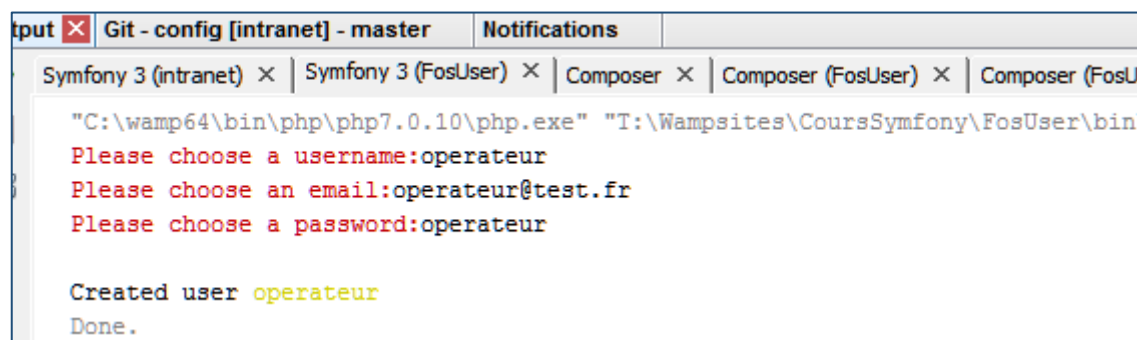 tput Git - config [intranet] - master Notifications
Symfony 3 (intranet) Symfony 3 (FosUser) Composer Composer (FosUser) Composer (FosU
"C:\wamp64\bin\php\php7.0.10\php.exe" "T:\Wampsites\CoursSymfony\FosUser\bin
Please choose a username:operateur
Please choose an email:operateur@test.fr
Please choose a password:operateur
Created user operateur
Done.